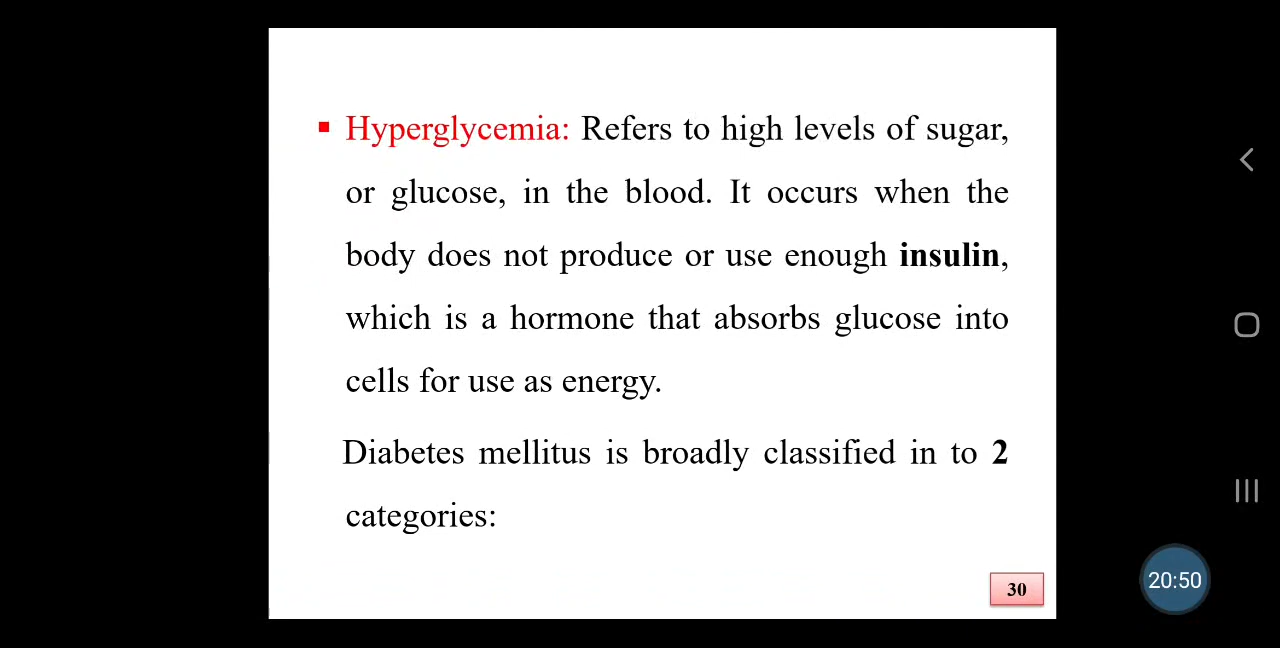 Hyperglycemia: Refers to high levels of sugar,
or glucose, in the blood. It occurs when the
body does not produce or use enough insulin,
which is a hormone that absorbs glucose into
cells for use as energy.
Diabetes mellitus is broadly classified in to 2
categories:
30
20:50